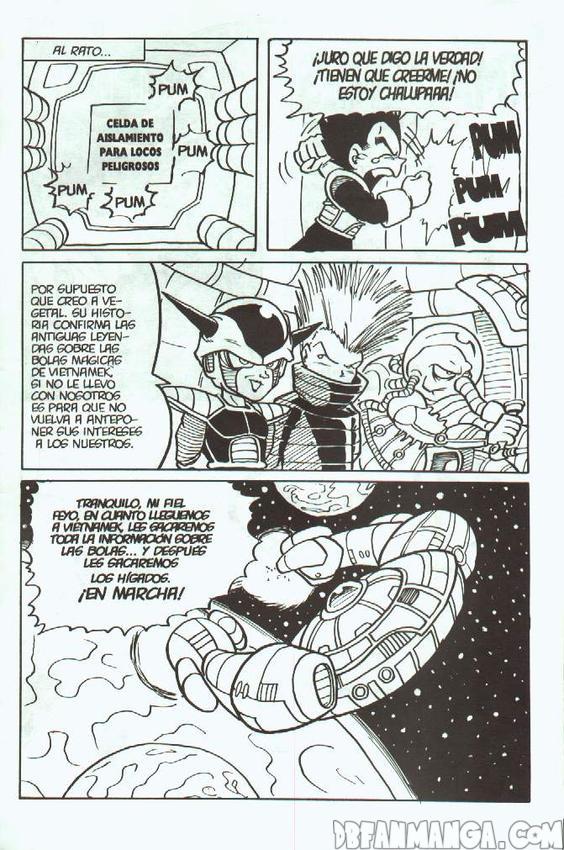 AL RATO...
PUM
CELDA DE
AISLAMIENTO
PARA LOCOS
PELIGROSOS
PUM
PUM
PUM
¡JURO QUE DIGO LA VERDAD!
¡TIENEN QUE CREERME! ¡NO
ESTOY CHALUPAAA!
PUM
PUM
PUM
POR SUPUESTO
QUE CREO A VE-
GETAL. SU HISTO-
RIA CONFIRMA LAS
ANTIGUAS LEYEN-
DAS SOBRE LAS
BOLAS MAGICAS
DE VIETNAMEK,
SI NO LE LLEVO
CON NOSOTROS
ES PARA QUE NO
VUELVA A ANTEPO-
NER SUS INTERESES
A LOS NUESTROS.
TRANQUILO, MI FIEL
FEYO, EN CUANTO LLEGUEMOS
A VIETNAMEK, LES SACAREMOS
TODA LA INFORMACIÓN SOBRE
LAS BOLAS... Y DESPUÉS
LES SACAREMOS
LOS HÍGADOS.
¡EN MARCHA!
DBFANMANGA.COM